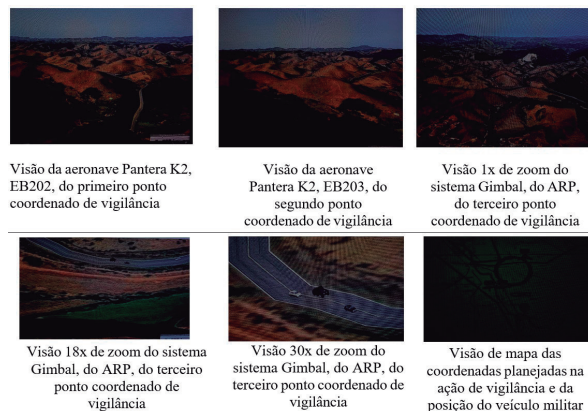 Visão da aeronave Pantera K2,
EB202, do primeiro ponto
coordenado de vigilância
Visão da aeronave
Pantera K2, EB203, do
segundo ponto
coordenado de vigilância
Visão 1x de zoom do
sistema Gimbal, do ARP,
do terceiro ponto
coordenado de vigilância
Visão 18x de zoom do sistema
Gimbal, do ARP, do terceiro
ponto coordenado de
vigilância
Visão 30x de zoom do
sistema Gimbal, do ARP, do
terceiro ponto coordenado de
vigilância
Visão de mapa das
coordenadas planejadas na
ação de vigilância e da
posição do veículo militar